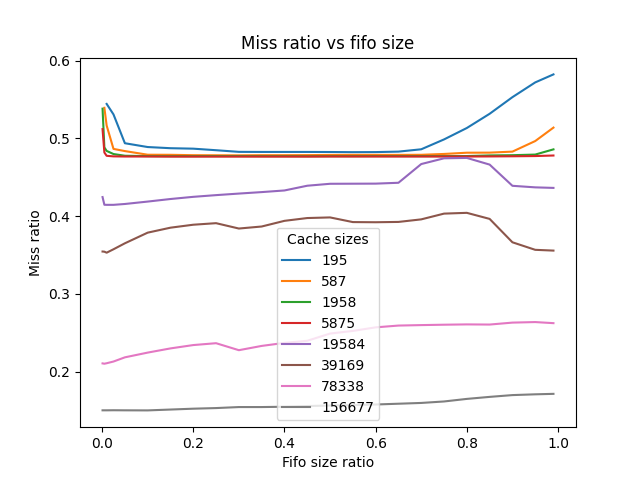 Miss ratio vs fifo size
0.6
0.5
0.4
0.3
0.2
Miss ratio
Cache sizes
195
587
1958
5875
19584
39169
78338
156677
0.0 0.2 0.4 0.6 0.8 1.0
Fifo size ratio